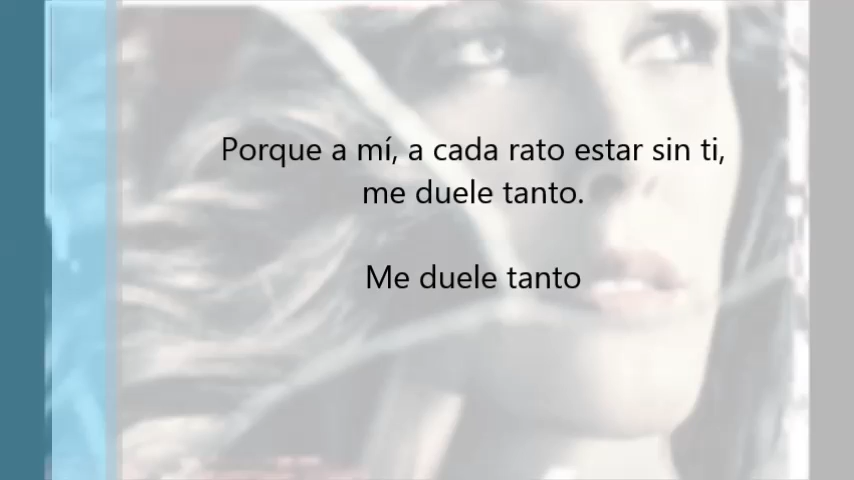 Porque a mí, a cada rato estar sin ti,
me duele tanto.
Me duele tanto